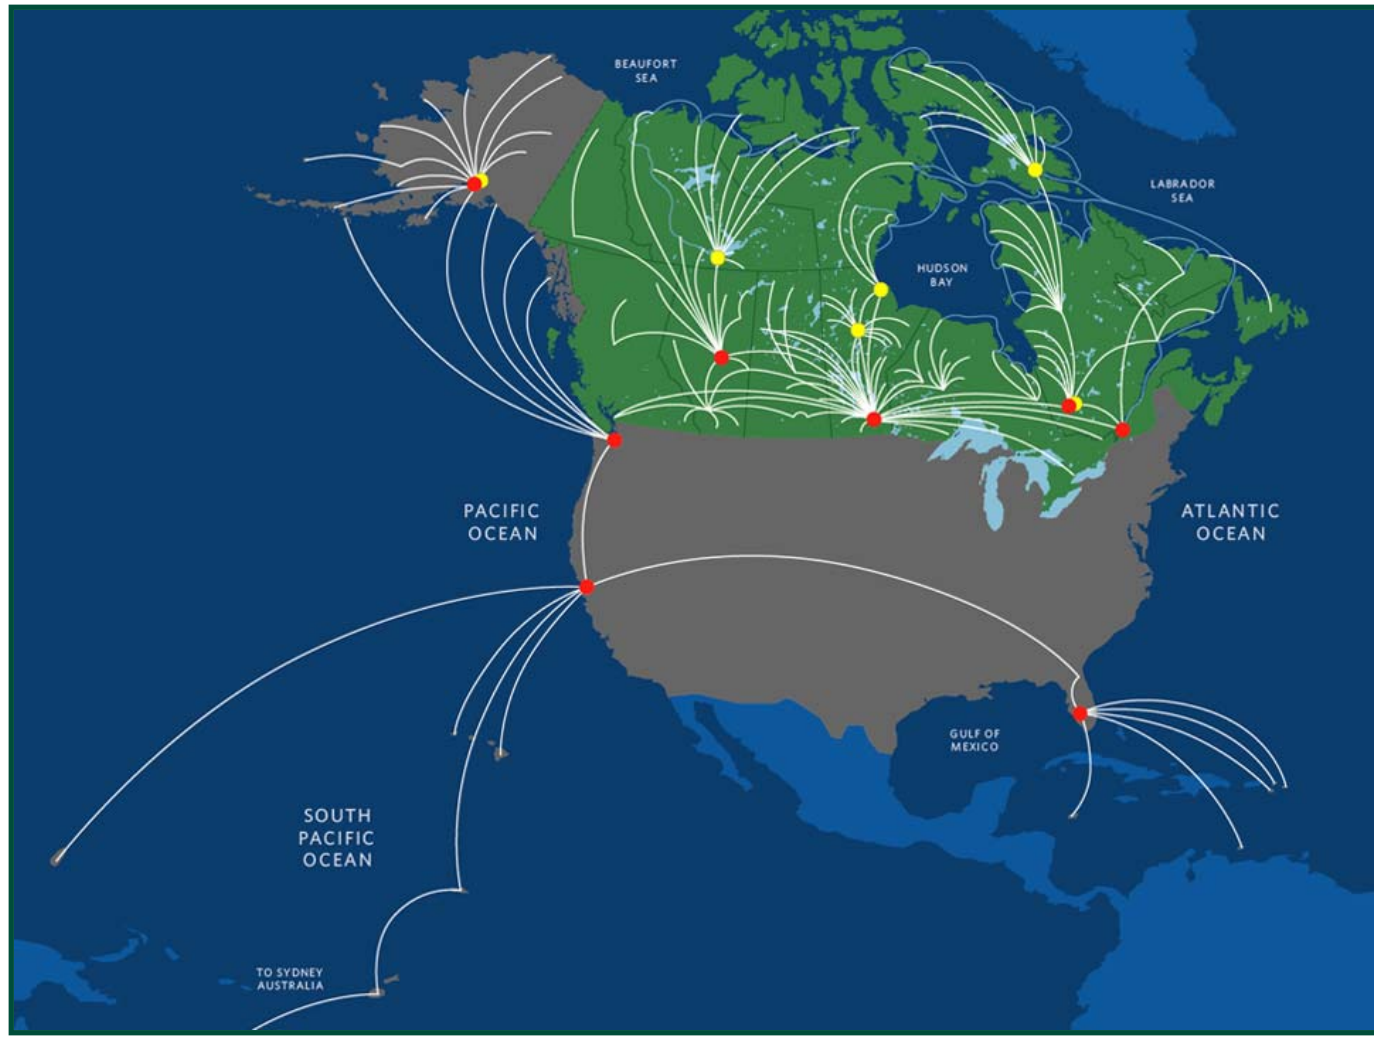 BEAUFORT
SEA
LABRADOR
SEA
HUDSON
BAY
PACIFIC
OCEAN
ATLANTIC
OCEAN
GULF OF
MEXICO
SOUTH
PACIFIC
OCEAN
TO SYDNEY
AUSTRALIA